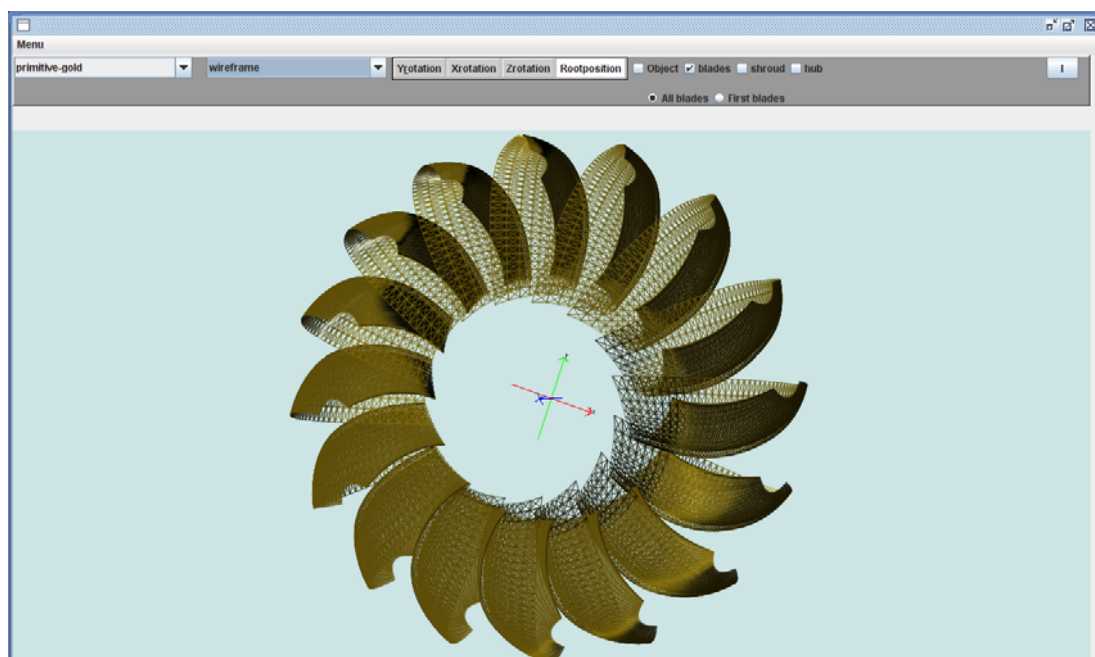 Menu
primitive-gold wireframe Yrotation Xrotation Zrotation Rootposition Object blades shroud hub I
All blades First blades